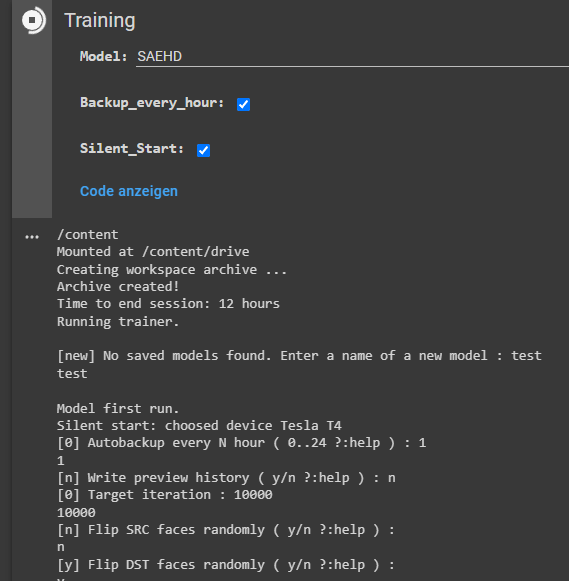 Training
Model: SAEHD
Backup_every_hour:
Silent_Start:
Code anzeigen
/content
Mounted at /content/drive
Creating workspace archive ...
Archive created!
Time to end session: 12 hours
Running trainer.
[new] No saved models found. Enter a name of a new model : test
test
Model first run.
Silent start: choosed device Tesla T4
[0] Autobackup every N hour ( 0..24 ?:help ) : 1
1
[n] Write preview history ( y/n ?:help ) : n
[0] Target iteration : 10000
10000
[n] Flip SRC faces randomly ( y/n ?:help ) :
n
[y] Flip DST faces randomly ( y/n ?:help ) :